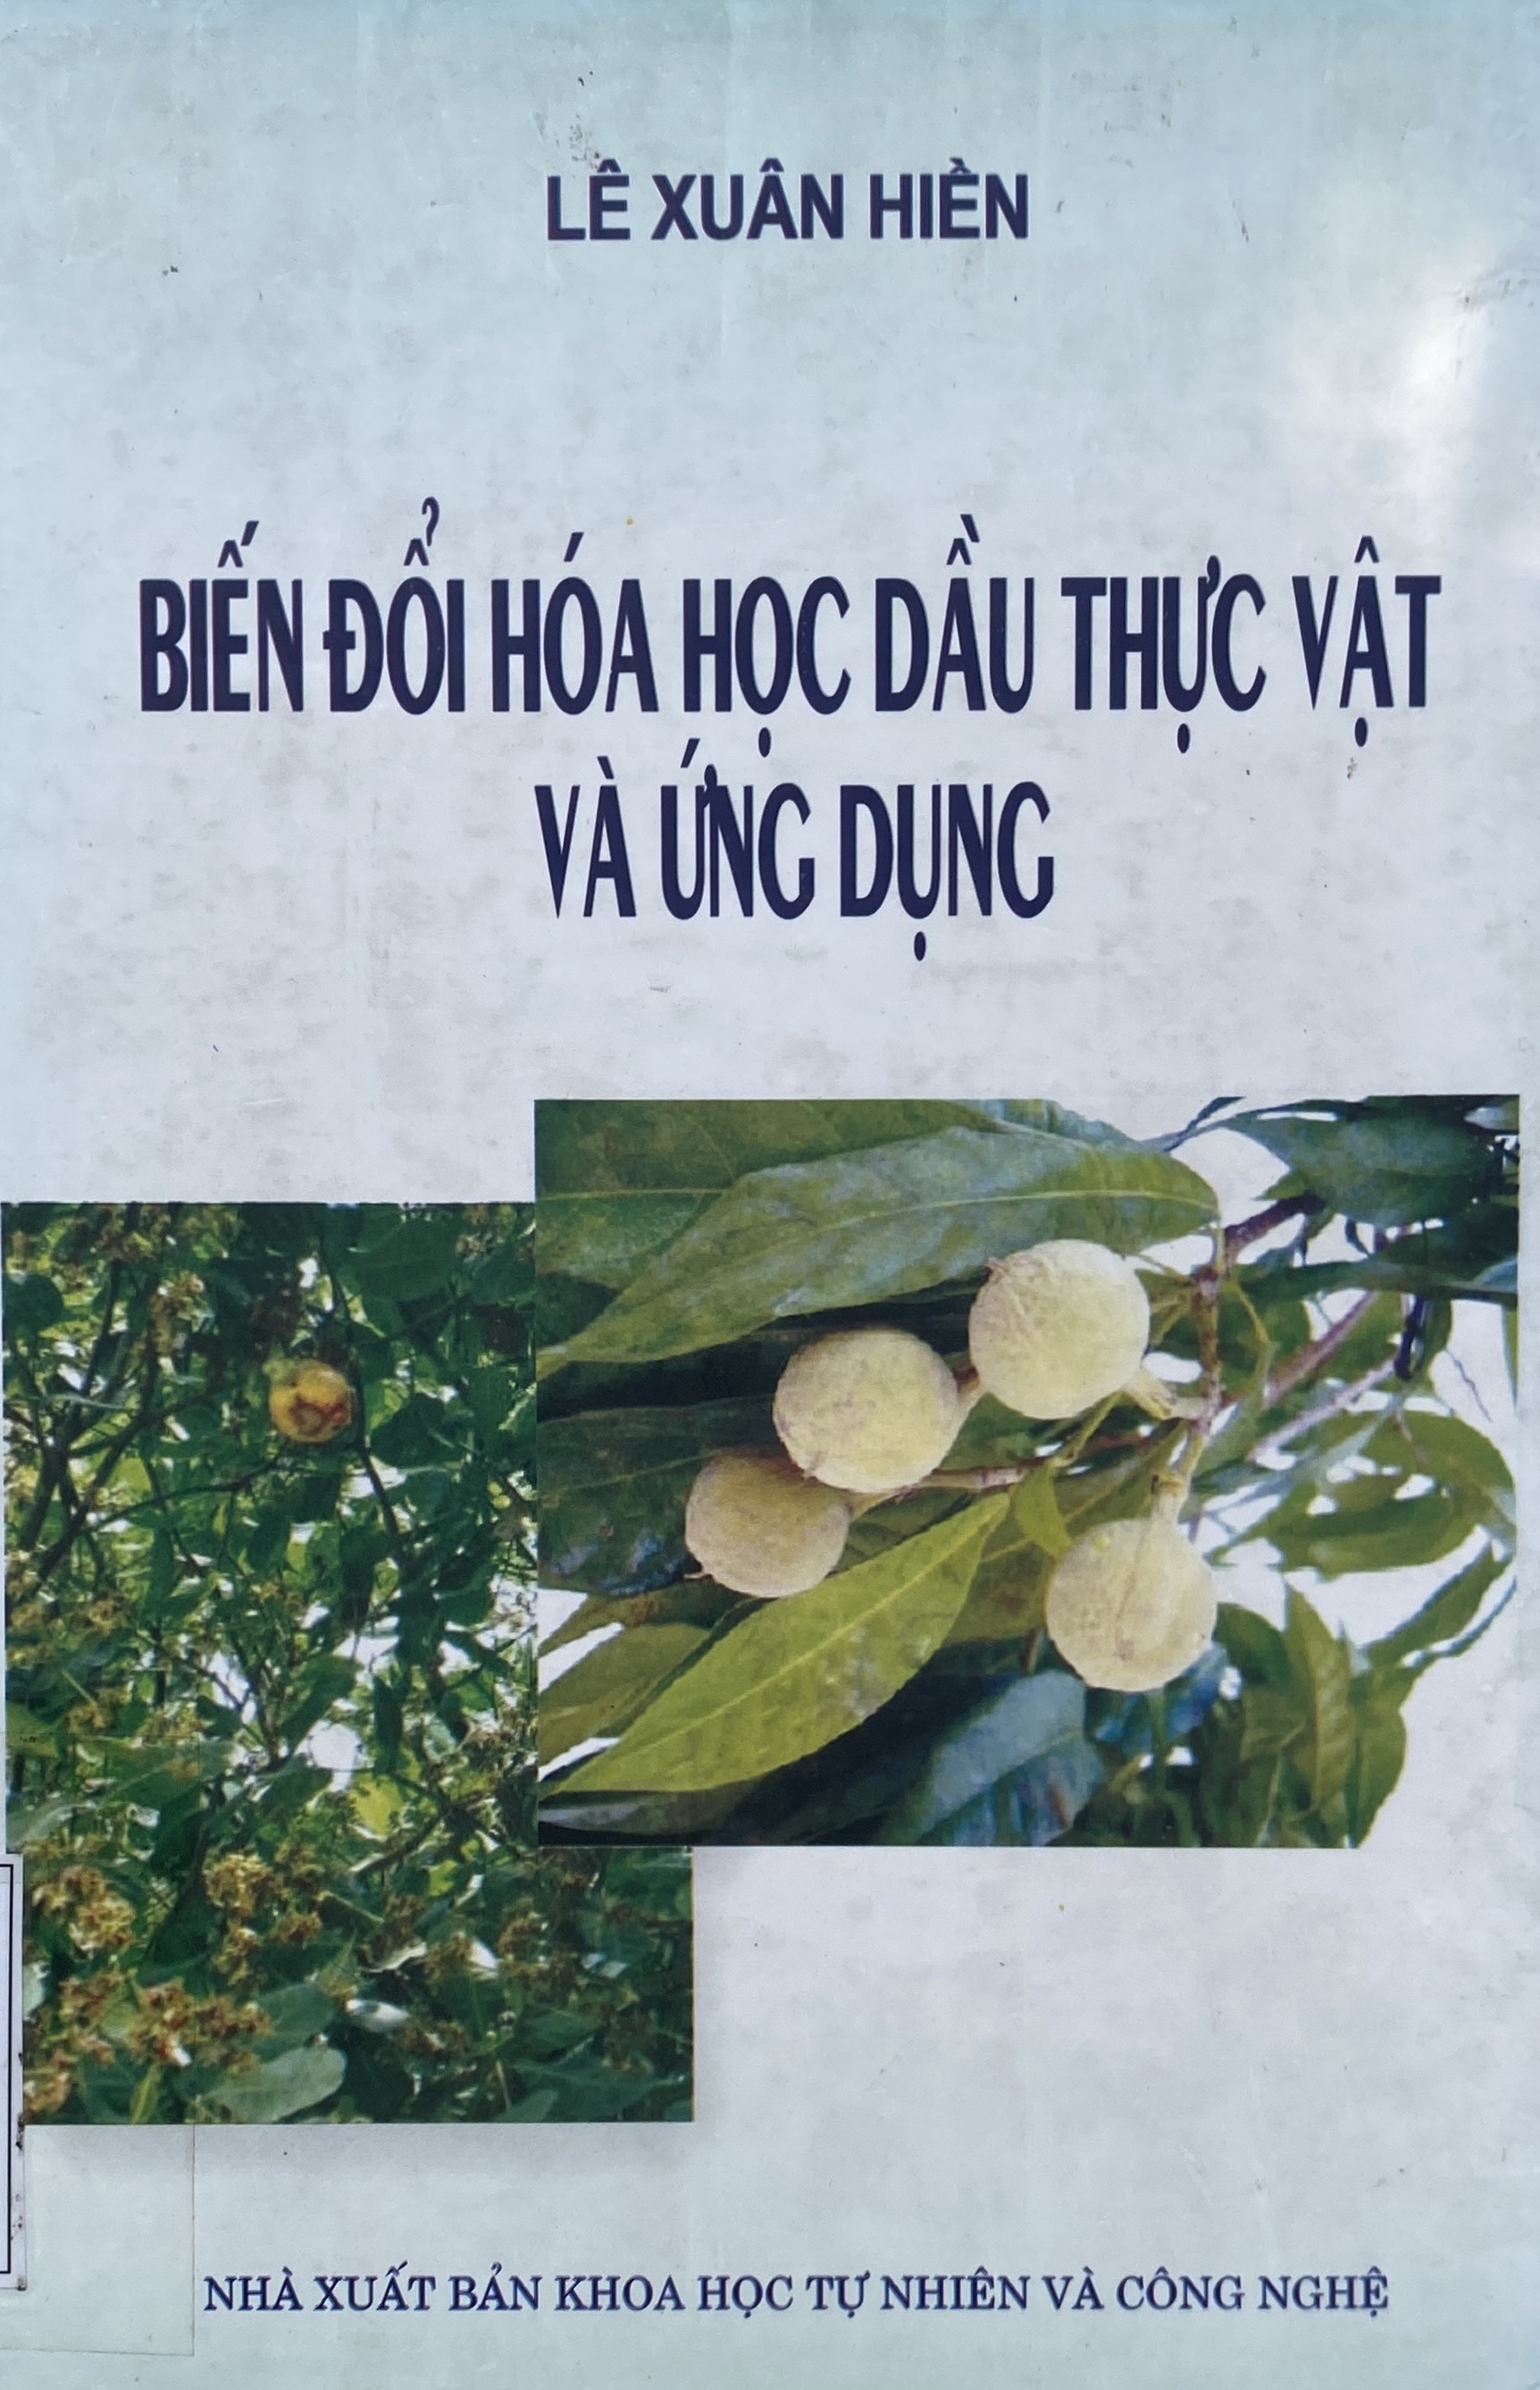 LÊ XUÂN HIỀN
BIẾN ĐỔI HÓA HỌC DẦU THỰC VẬT
VÀ ỨNG DỤNG
NHÀ XUẤT BẢN KHOA HỌC TỰ NHIÊN VÀ CÔNG NGHỆ